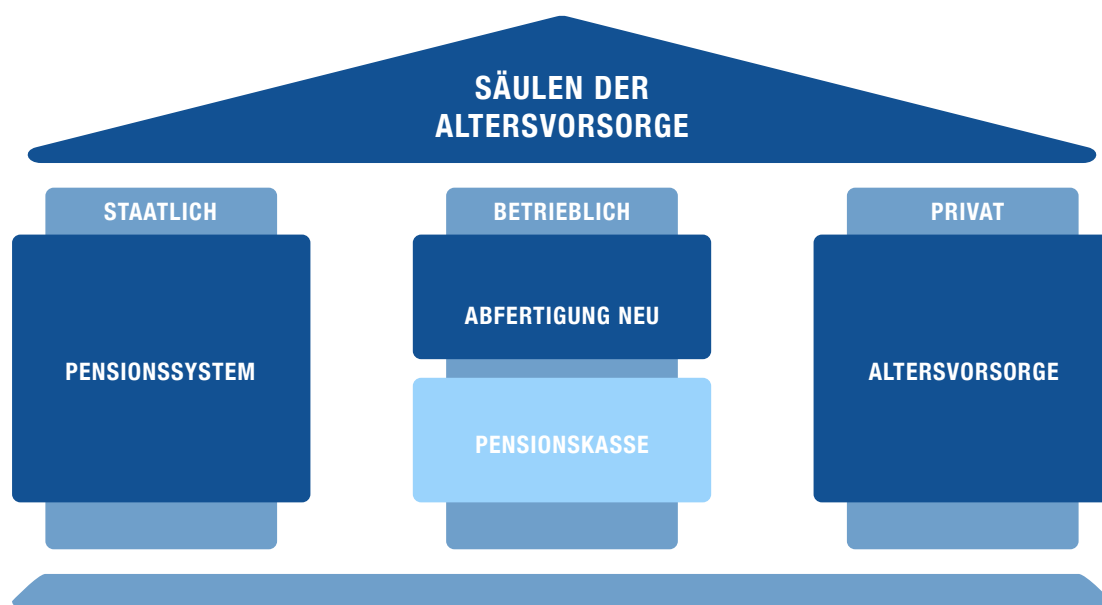 SÄULEN DER
ALTERSVORSORGE
STAATLICH
PENSIONSSYSTEM
BETRIEBLICH
ABFERTIGUNG NEU
PENSIONSKASSE
PRIVAT
ALTERSVORSORGE